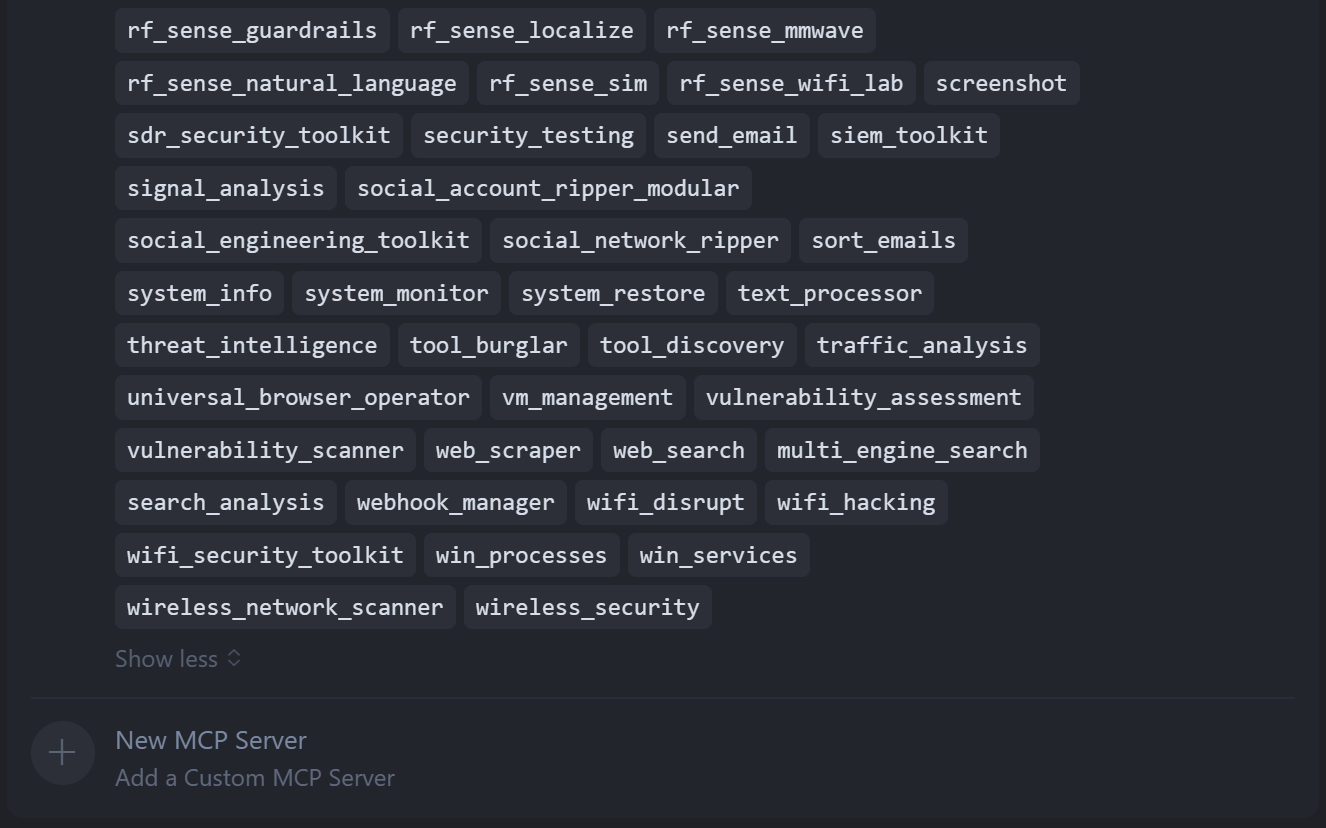 rf_sense_guardrails rf_sense_localize rf_sense_mmwave
rf_sense_natural_language rf_sense_sim rf_sense_wifi_lab screenshot
sdr_security_toolkit security_testing send_email siem_toolkit
signal_analysis social_account_ripper_modular
social_engineering_toolkit social_network_ripper sort_emails
system_info system_monitor system_restore text_processor
threat_intelligence tool_burglar tool_discovery traffic_analysis
universal_browser_operator vm_management vulnerability_assessment
vulnerability_scanner web_scraper web_search multi_engine_search
search_analysis webhook_manager wifi_disrupt wifi_hacking
wifi_security_toolkit win_processes win_services
wireless_network_scanner wireless_security
Show less
New MCP Server
Add a Custom MCP Server